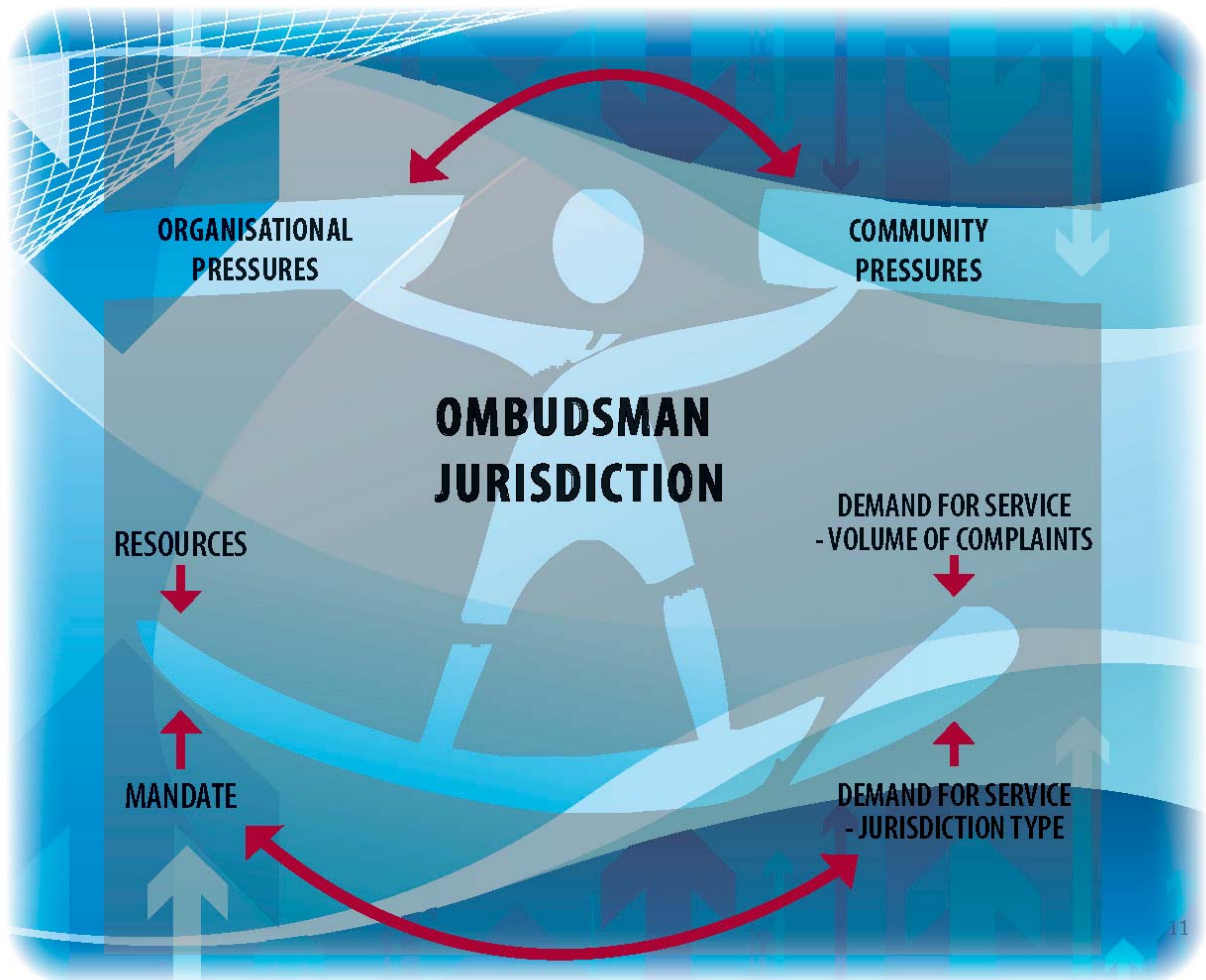 ORGANISATIONAL
PRESSURES
COMMUNITY
PRESSURES
OMBUDSMAN
JURISDICTION
RESOURCES
DEMAND FOR SERVICE
- VOLUME OF COMPLAINTS
MANDATE
DEMAND FOR SERVICE
- JURISDICTION TYPE
11